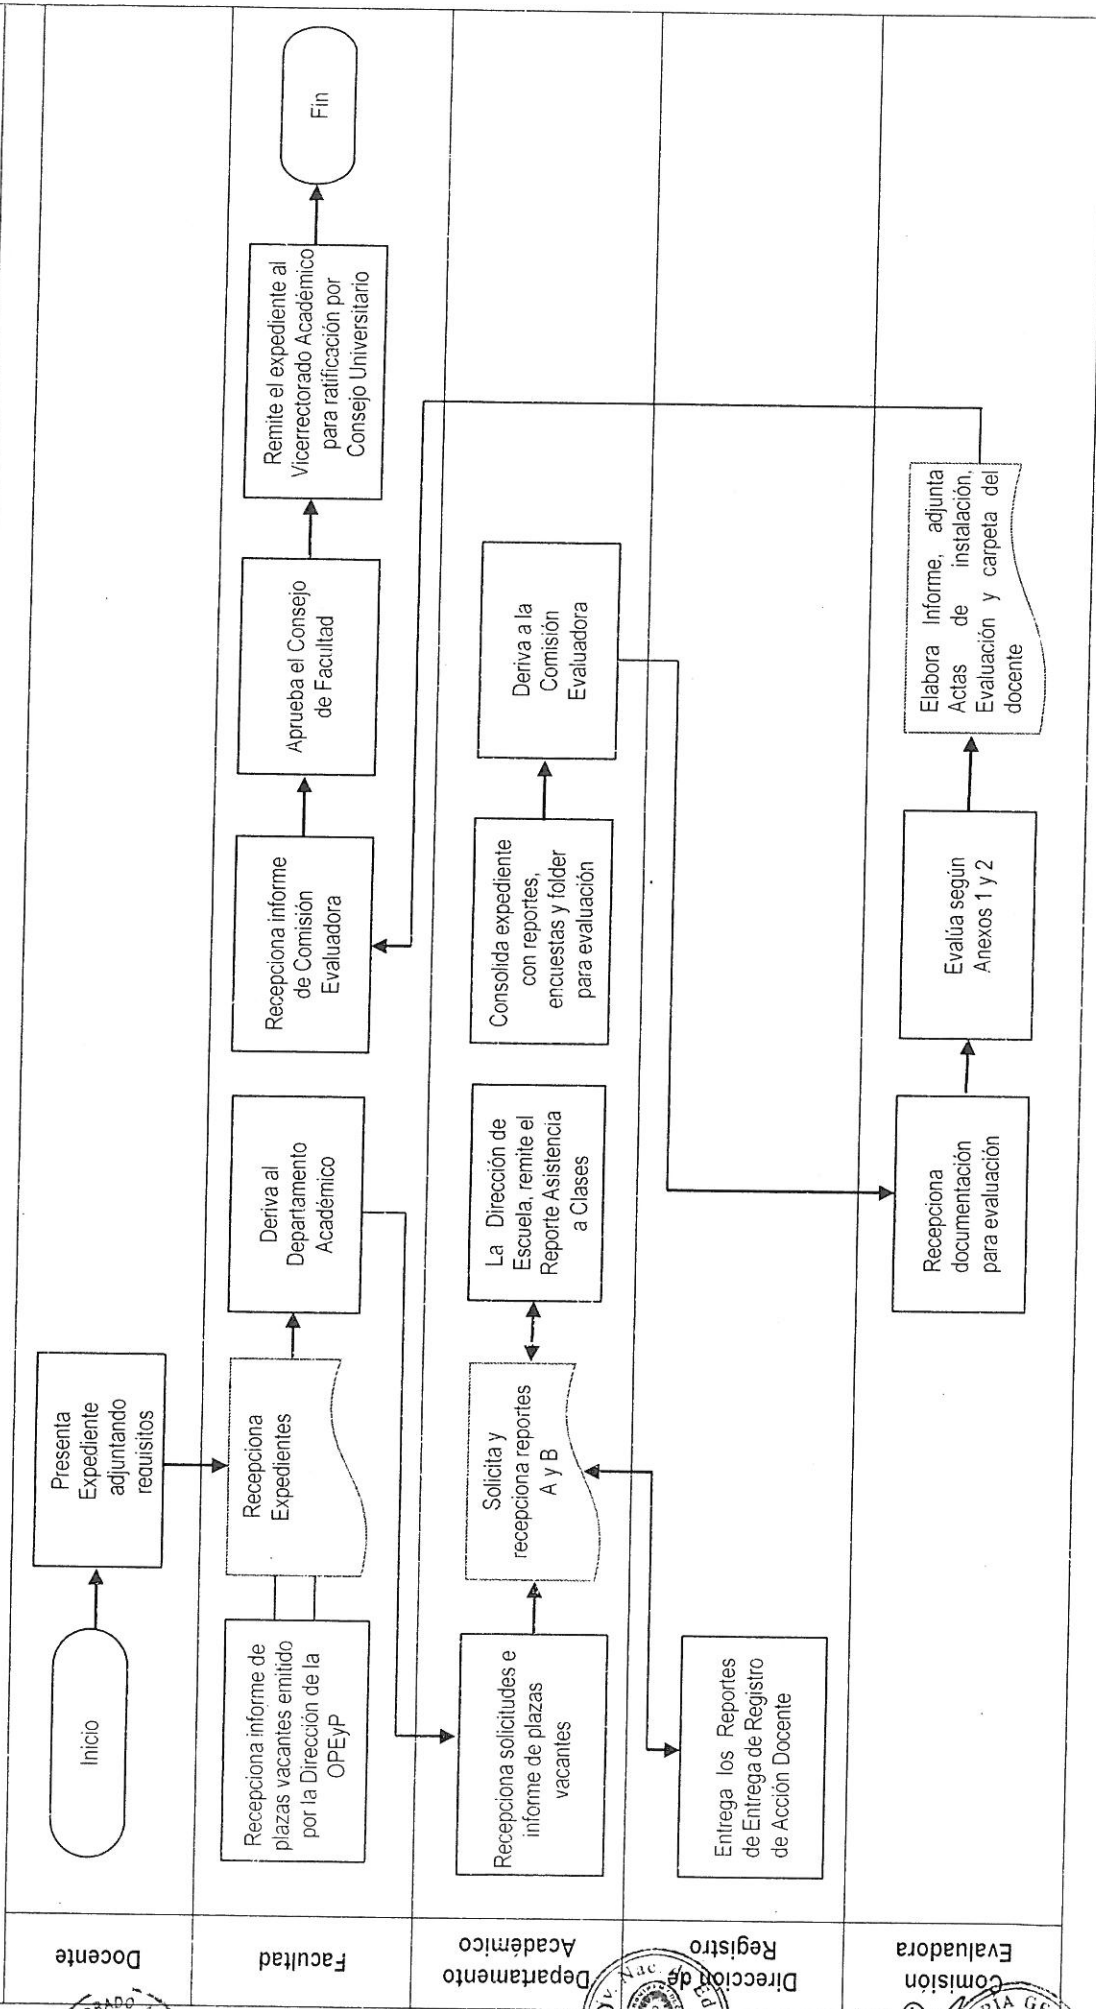 Docente
Inicio
Presenta
Expediente
adjuntando
requisitos
Facultad
Recepciona informe de
plazas vacantes emitido
por la Dirección de la
OPEyP
Recepciona
Expedientes
Deriva al
Departamento
Académico
Recepciona informe
de Comisión
Evaluadora
Aprueba el Consejo
de Facultad
Remite el expediente al
Vicerrectorado Académico
para ratificación por
Consejo Universitario
Fin
Departamento
Académico
Recepciona solicitudes e
informe de plazas
vacantes
Solicita y
recepciona reportes
A y B
La Dirección de
Escuela, remite el
Reporte Asistencia
a Clases
Consolida expediente
con reportes,
encuestas y folder
para evaluación
Deriva a la
Comisión
Evaluadora
Dirección de
Registro
Entrega los Reportes
de Entrega de Registro
de Acción Docente
Comisión
Evaluadora
Recepciona
documentación
para evaluación
Evalúa según
Anexos 1 y 2
Elabora Informe, adjunta
Actas de instalación,
Evaluación y carpeta del
docente
Nac. d